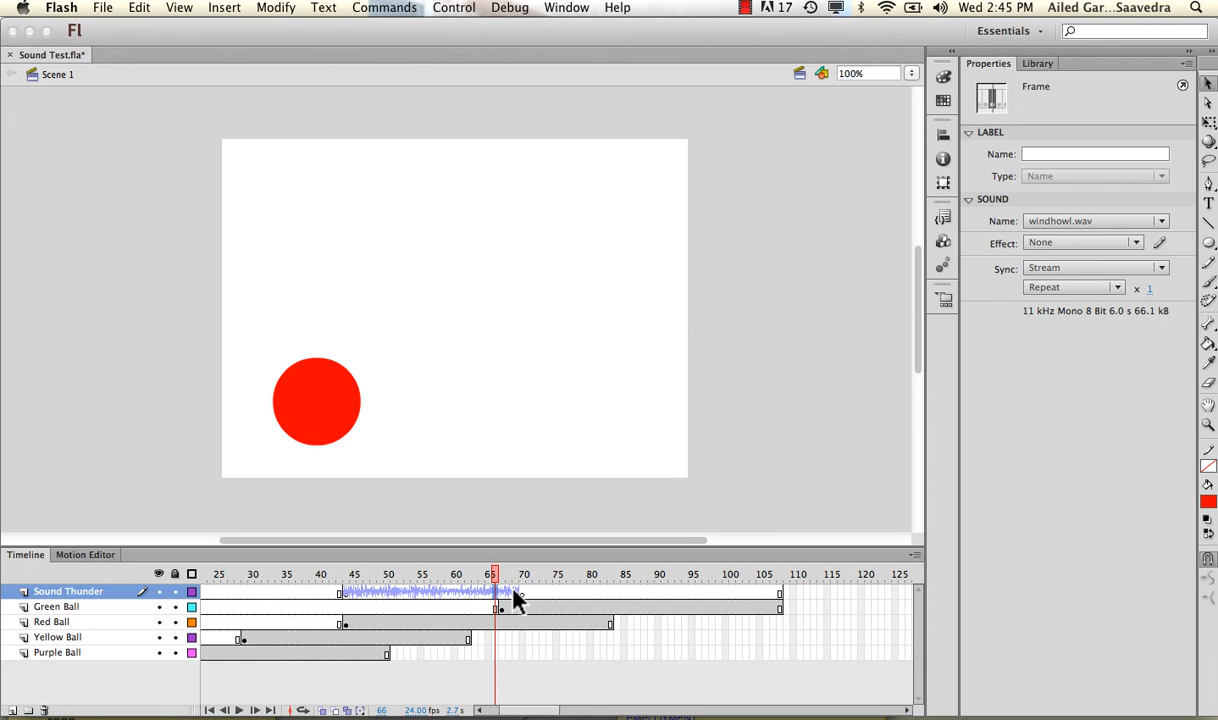 Flash File Edit View Insert Modify Text Commands Control Debug Window Help 17 Wed 2:45 PM Ailed Gar...Saavedra
Fl Essentials
× Sound Test.fla*
Scene 1 100%
Properties Library
Frame
LABEL
Name:
Type: Name
SOUND
Name: windhowl.wav
Effect: None
Sync: Stream
Repeat x 1
11 kHz Mono 8 Bit 6.0 s 66.1 kB
Timeline Motion Editor
25 30 35 40 45 50 55 60 65 70 75 80 85 90 95 100 105 110 115 120 125
Sound Thunder
Green Ball
Red Ball
Yellow Ball
Purple Ball
66 24.00 fps 2.7 s